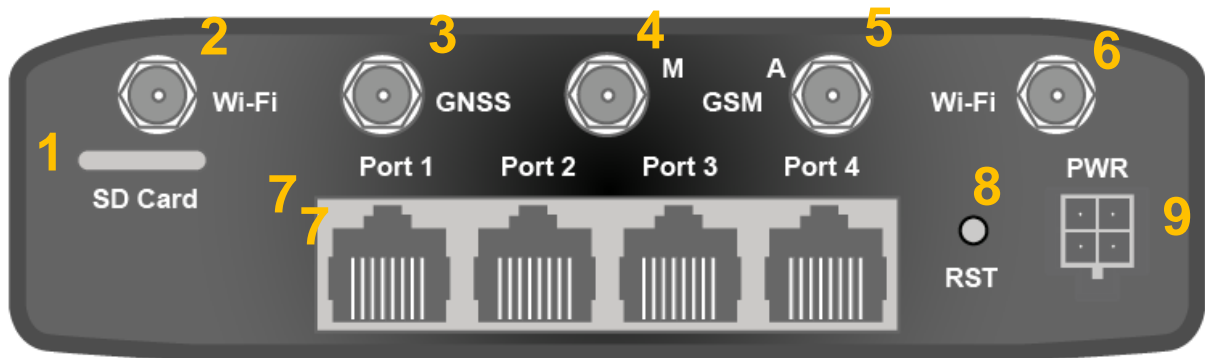 2 3 4 5 6
Wi-Fi GNSS M GSM A Wi-Fi
1
SD Card
Port 1 Port 2 Port 3 Port 4 PWR
7
7
8
9
RST